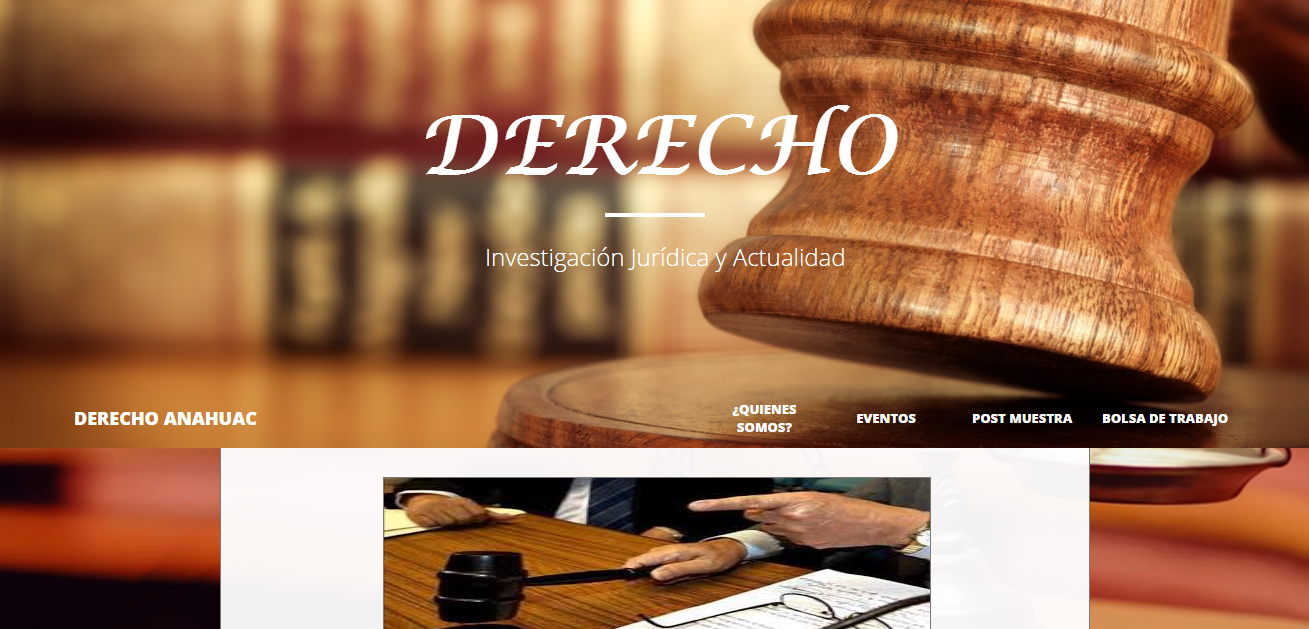 DERECHO
Investigación Jurídica y Actualidad
DERECHO ANAHUAC
¿QUIENES
SOMOS?
EVENTOS
POST MUESTRA
BOLSA DE TRABAJO